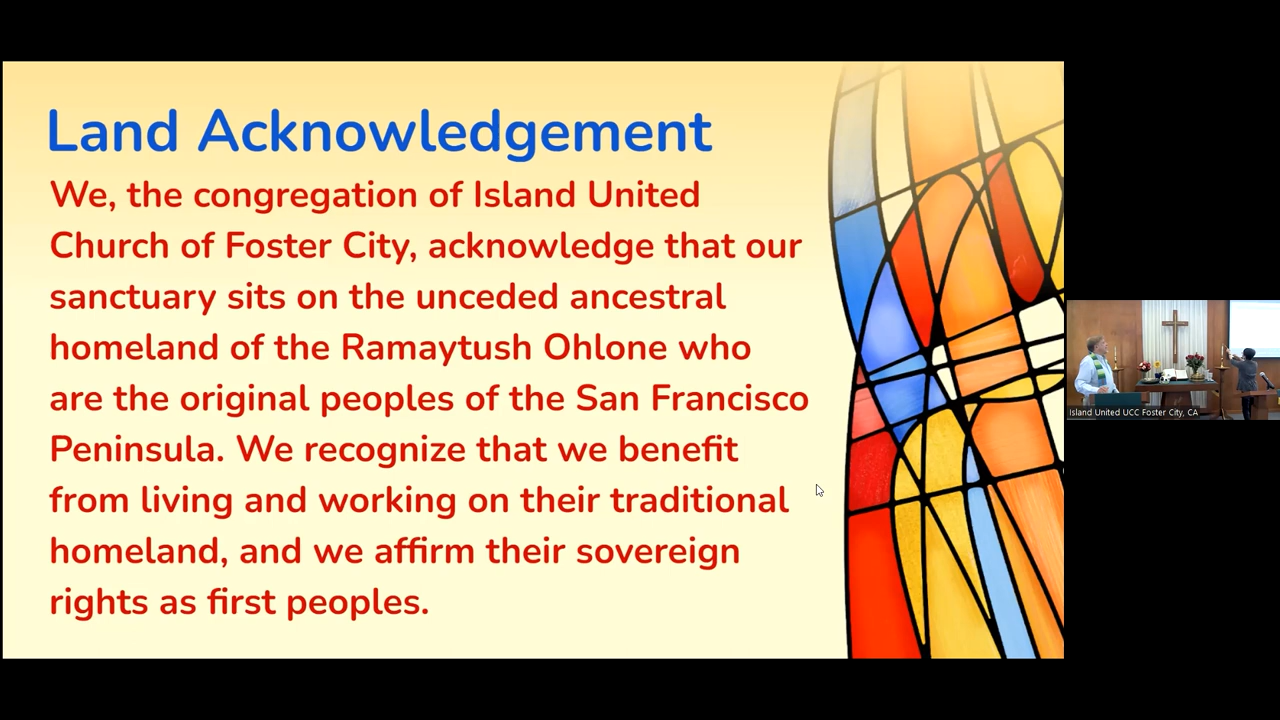 Land Acknowledgement
We, the congregation of Island United
Church of Foster City, acknowledge that our
sanctuary sits on the unceded ancestral
homeland of the Ramaytush Ohlone who
are the original peoples of the San Francisco
Peninsula. We recognize that we benefit
from living and working on their traditional
homeland, and we affirm their sovereign
rights as first peoples.
Island United UCC Foster City, CA